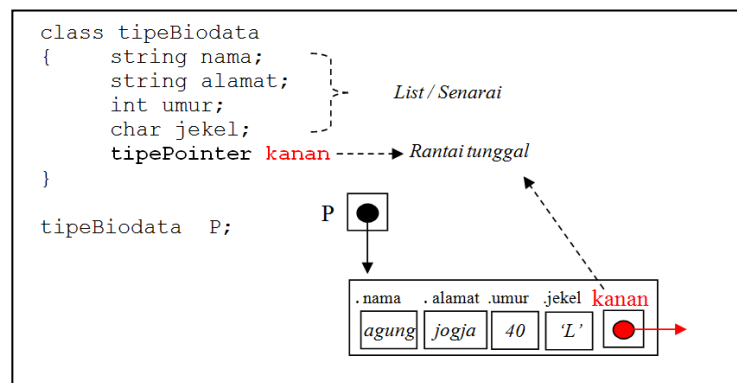 class tipeBiodata
{ string nama;
string alamat;
int umur;
char jekel;
List / Senarai
tipePointer kanan
Rantai tunggal
}
tipeBiodata P;
P
.nama .alamat .umur .jekel kanan
agung jogja 40 ‘L’